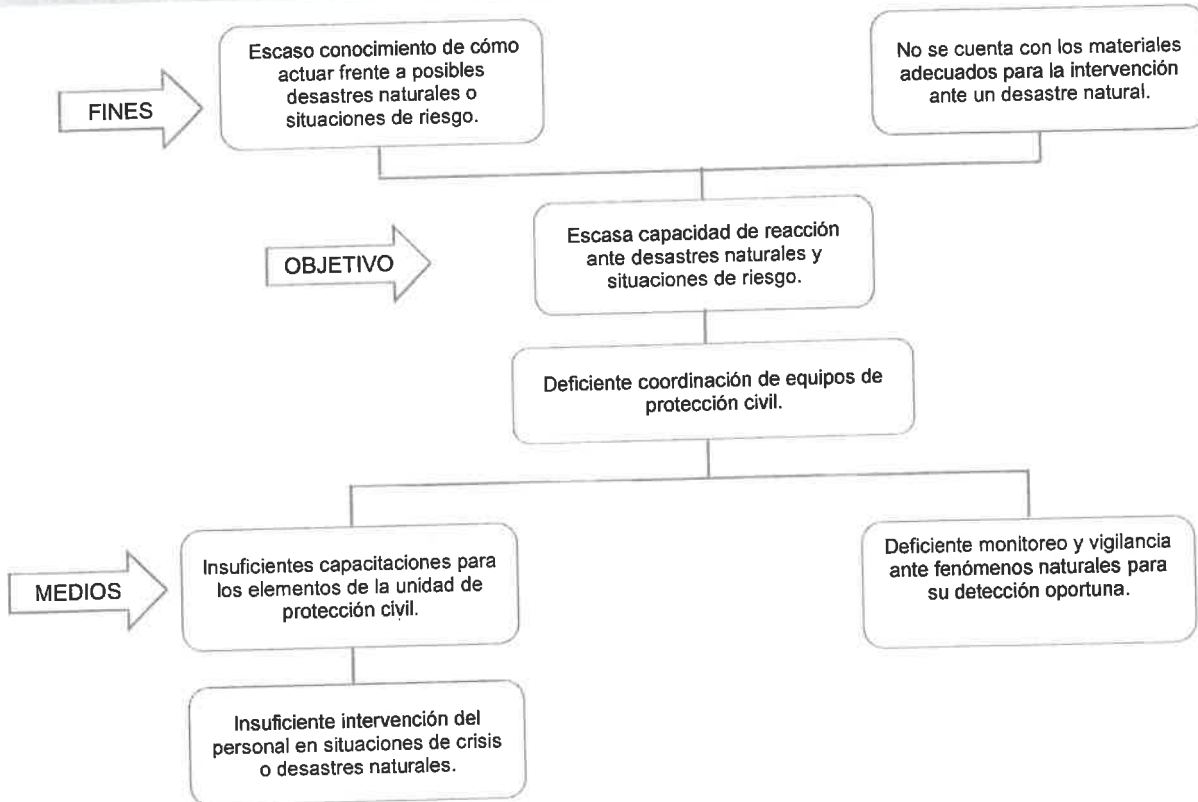 Escaso conocimiento de cómo
actuar frente a posibles
desastres naturales o
situaciones de riesgo.
No se cuenta con los materiales
adecuados para la intervención
ante un desastre natural.
FINES
Escasa capacidad de reacción
ante desastres naturales y
situaciones de riesgo.
OBJETIVO
Deficiente coordinación de equipos de
protección civil.
Insuficientes capacitaciones para
los elementos de la unidad de
protección civil.
Deficiente monitoreo y vigilancia
ante fenómenos naturales para
su detección oportuna.
MEDIOS
Insuficiente intervención del
personal en situaciones de crisis
o desastres naturales.